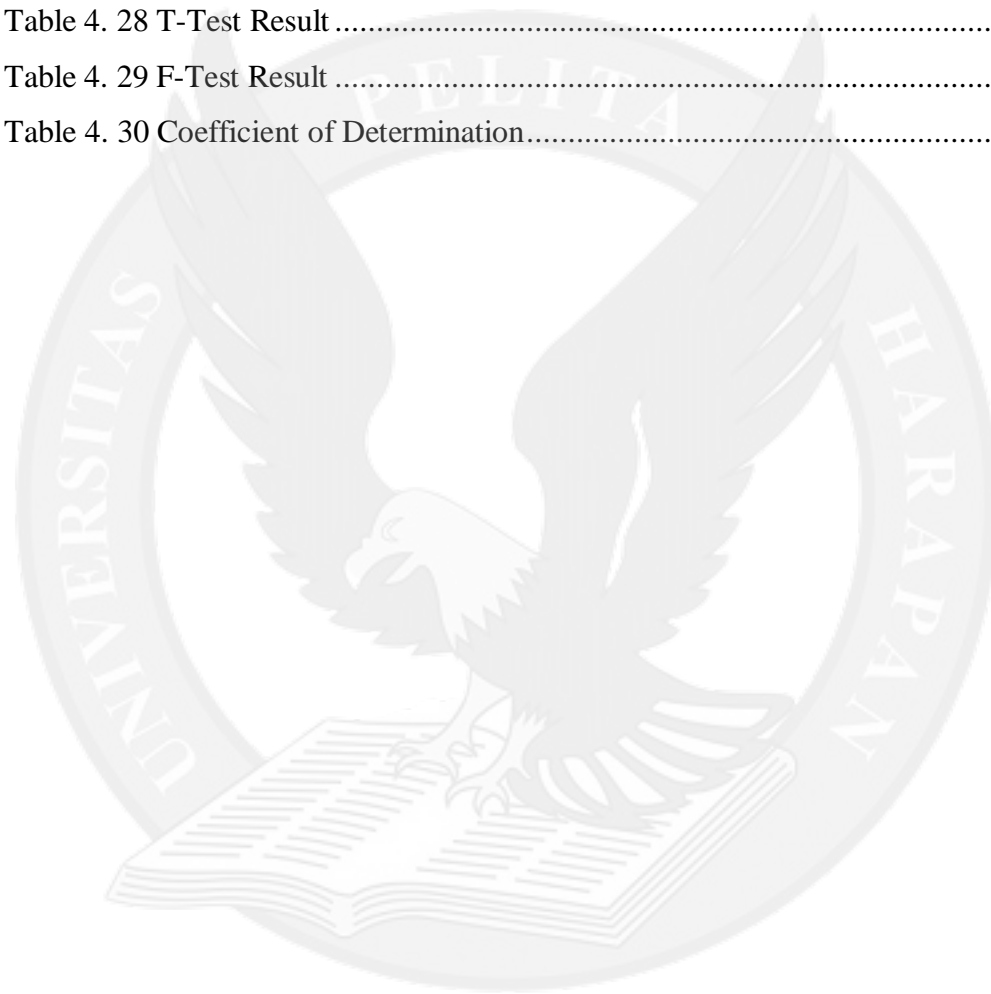 Table 4. 28 T-Test Result ..........................................................................
Table 4. 29 F-Test Result ..........................................................................
Table 4. 30 Coefficient of Determination....................................................
UNIVERSITAS PELITA HARAPAN